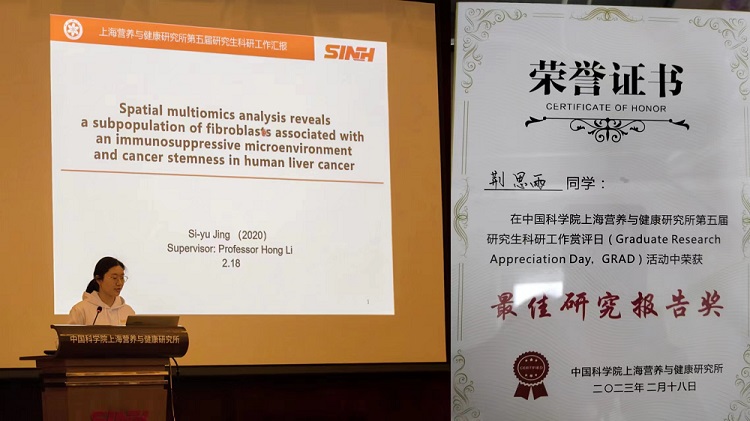 上海营养与健康研究所第五届研究生科研工作汇报
SINH
Spatial multiomics analysis reveals
a subpopulation of fibroblasts associated with
an immunosuppressive microenvironment
and cancer stemness in human liver cancer
Si-yu Jing （2020）
Supervisor: Professor Hong Li
2.18
1
中国科学院上海营养与健康研究所
SINH
荣誉证书
CERTIFICATE OF HONOR
荆思雨 同学：
在中国科学院上海营养与健康研究所第五届
研究生科研工作赏评日（Graduate Research
Appreciation Day，GRAD）活动中荣获
最佳研究报告奖
CERTIFIED
中国科学院上海营养与健康研究所
二〇二三年 二月十八日